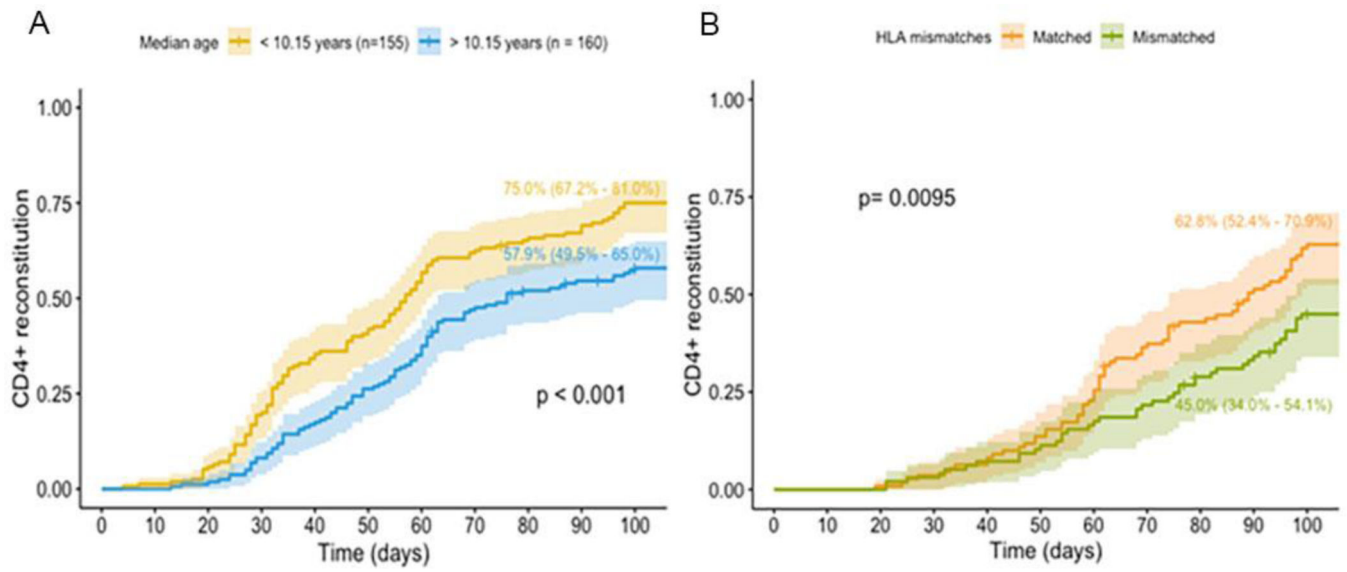 A
Median age < 10.15 years (n=155) > 10.15 years (n = 160)
1.00
0.75
0.50
0.25
0.00
CD4+ reconstitution
75.0% (67.2% - 81.0%)
57.9% (49.5% - 65.0%)
p < 0.001
0 10 20 30 40 50 60 70 80 90 100
Time (days)
B
HLA mismatches Matched Mismatched
1.00
0.75
0.50
0.25
0.00
CD4+ reconstitution
p= 0.0095
62.8% (52.4% - 70.9%)
45.0% (34.0% - 54.1%)
0 10 20 30 40 50 60 70 80 90 100
Time (days)